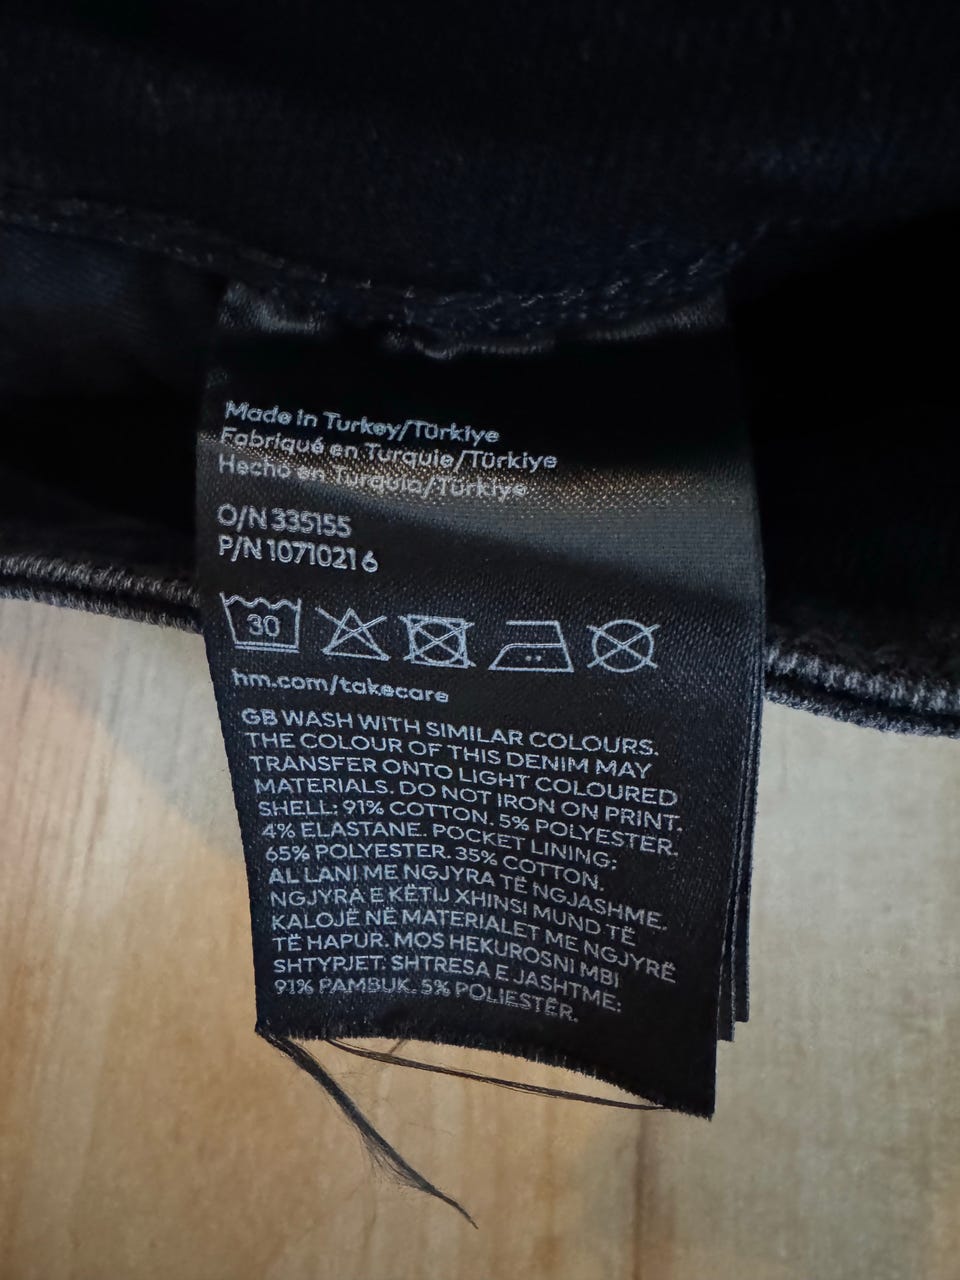 Made in Turkey/Türkiye
Fabriqué en Turquie/Türkiye
Hecho en Turquía/Türkiye
O/N 335155
P/N 10710216
30
hm.com/takecare
GB WASH WITH SIMILAR COLOURS.
THE COLOUR OF THIS DENIM MAY
TRANSFER ONTO LIGHT COLOURED
MATERIALS. DO NOT IRON ON PRINT.
SHELL: 91% COTTON. 5% POLYESTER.
4% ELASTANE. POCKET LINING:
65% POLYESTER. 35% COTTON.
AL LANI ME NGJYRA TË NGJASHME.
NGJYRA E KËTIJ XHINSI MUND TË
KALOJË NË MATERIALET ME NGJYRË
TË HAPUR. MOS HEKUROSNI MBI
SHTYPJET: SHTRESA E JASHTME:
91% PAMBUK. 5% POLIESTËR.